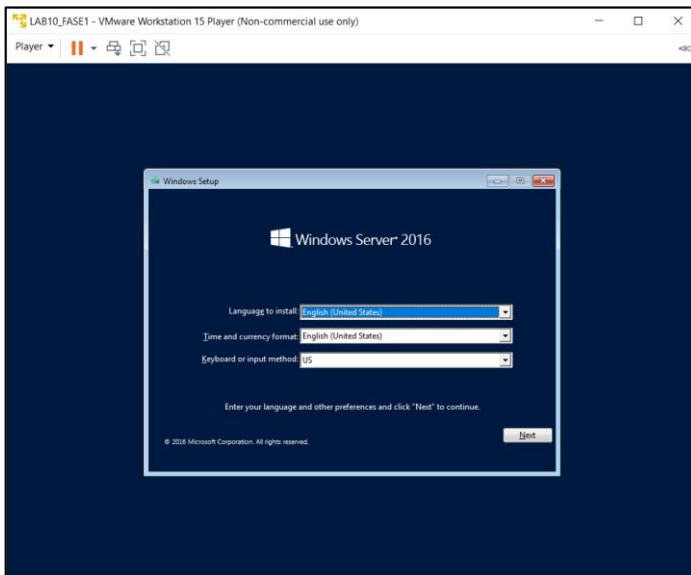 LAB10_FASE1 - VMware Workstation 15 Player (Non-commercial use only)
Player
Windows Setup
Windows Server 2016
Language to install: English (United States)
Time and currency format: English (United States)
Keyboard or input method: US
Enter your language and other preferences and click "Next" to continue.
© 2016 Microsoft Corporation. All rights reserved.
Next